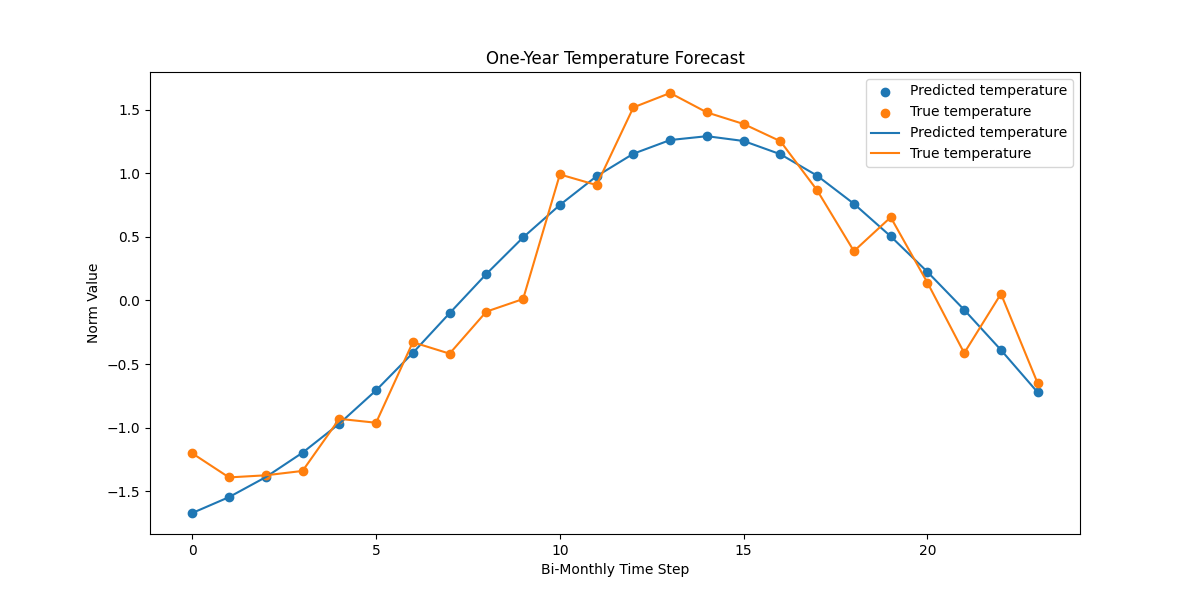 One-Year Temperature Forecast
Predicted temperature
True temperature
Predicted temperature
True temperature
1.5
1.0
0.5
0.0
−0.5
−1.0
−1.5
Norm Value
0 5 10 15 20
Bi-Monthly Time Step